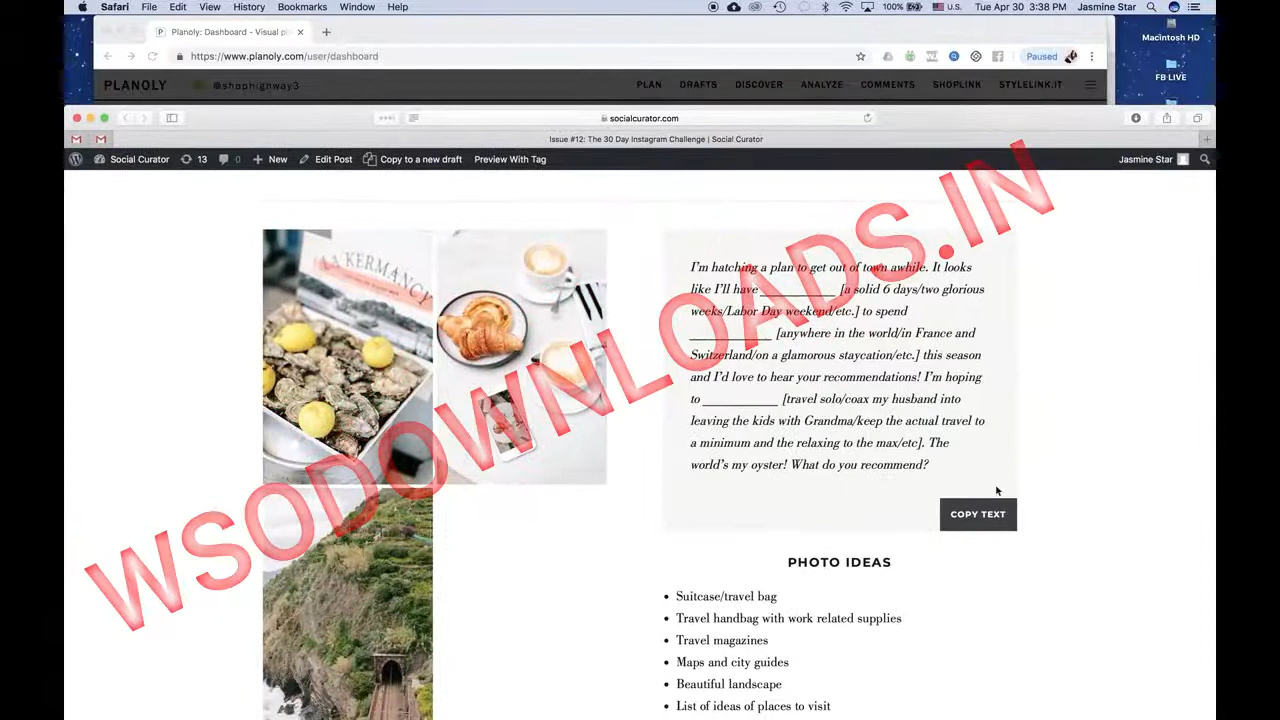 Safari File Edit View History Bookmarks Window Help 100% U.S. Tue Apr 30 3:38 PM Jasmine Star
Planoly: Dashboard - Visual pl
Macintosh HD
https://www.planoly.com/user/dashboard
Paused
FB LIVE
PLANOLY @shophighway3 PLAN DRAFTS DISCOVER ANALYZE COMMENTS SHOPLINK STYLELINK.IT
socialcurator.com
Issue #12: The 30 Day Instagram Challenge | Social Curator
Social Curator 13 0 New Edit Post Copy to a new draft Preview With Tag Jasmine Star
LA KERMANCY
I'm hatching a plan to get out of town awhile. It looks
like I'll have ____________ [a solid 6 days/two glorious
weeks/Labor Day weekend/etc.] to spend
_____________ [anywhere in the world/in France and
Switzerland/on a glamorous staycation/etc.] this season
and I'd love to hear your recommendations! I'm hoping
to ____________ [travel solo/coax my husband into
leaving the kids with Grandma/keep the actual travel to
a minimum and the relaxing to the max/etc]. The
world's my oyster! What do you recommend?
COPY TEXT
WSODOWNLOADS.IN
PHOTO IDEAS
• Suitcase/travel bag
• Travel handbag with work related supplies
• Travel magazines
• Maps and city guides
• Beautiful landscape
• List of ideas of places to visit